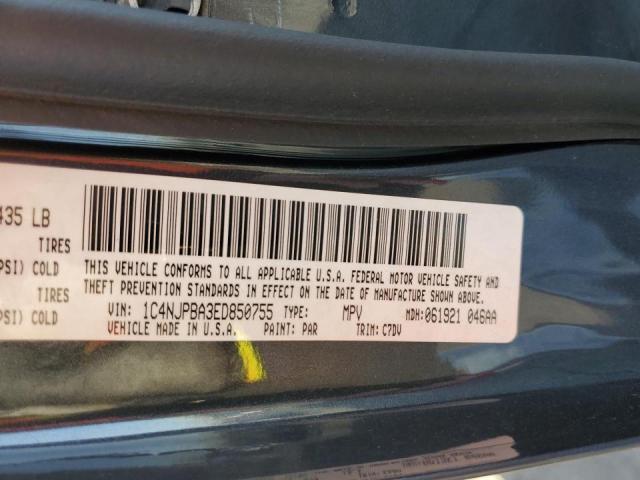 435 LB
TIRES
PSI) COLD
TIRES
PSI) COLD
THIS VEHICLE CONFORMS TO ALL APPLICABLE U.S.A. FEDERAL MOTOR VEHICLE SAFETY AND
THEFT PREVENTION STANDARDS IN EFFECT ON THE DATE OF MANUFACTURE SHOWN ABOVE.
VIN: 1C4NJPBA3ED850755 TYPE: MPV MDH: 061921 046AA
VEHICLE MADE IN U.S.A. PAINT: PAR TRIM: C7DV